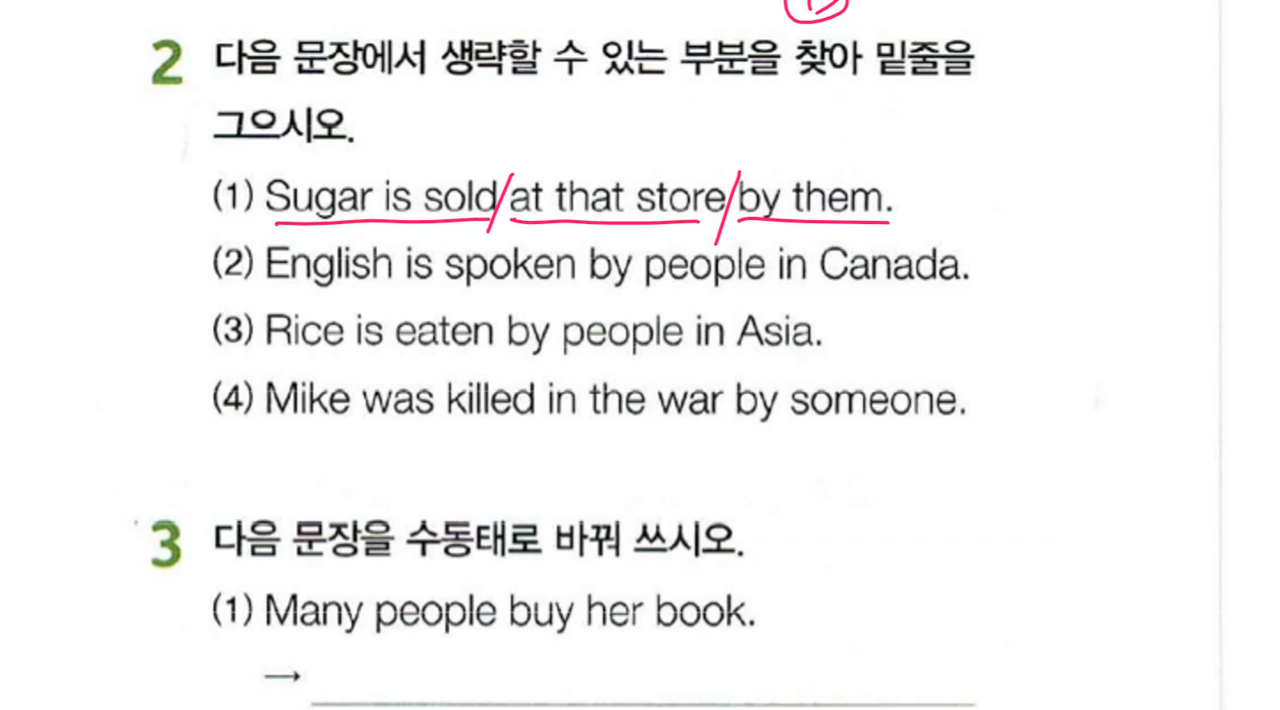 2 다음 문장에서 생략할 수 있는 부분을 찾아 밑줄을
그으시오.
(1) Sugar is sold/at that store/by them.
(2) English is spoken by people in Canada.
(3) Rice is eaten by people in Asia.
(4) Mike was killed in the war by someone.
3 다음 문장을 수동태로 바꿔 쓰시오.
(1) Many people buy her book.
→